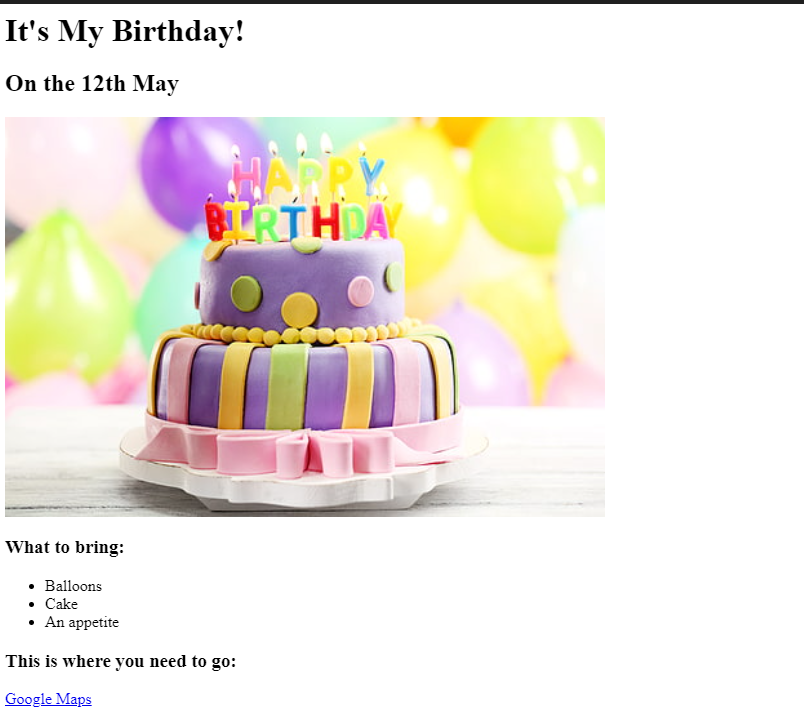 It's My Birthday!
On the 12th May
HAPPY
BIRTHDAY
What to bring:
Balloons
Cake
An appetite
This is where you need to go:
Google Maps